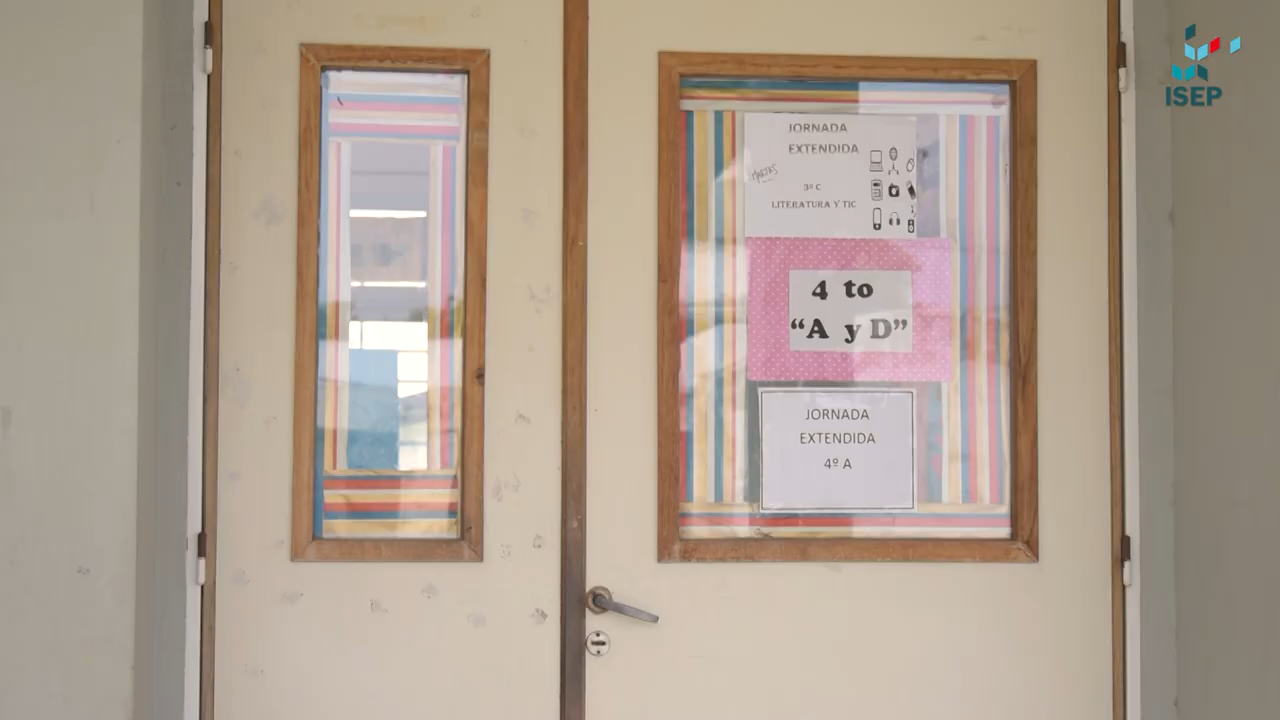 ISEP
JORNADA
EXTENDIDA
MARTES
3º C
LITERATURA Y TIC
4 to
“A y D”
JORNADA
EXTENDIDA
4º A